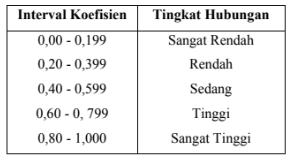 Interval Koefisien Tingkat Hubungan
0,00 - 0,199 Sangat Rendah
0,20 - 0,399 Rendah
0,40 - 0,599 Sedang
0,60 - 0, 799 Tinggi
0,80 - 1,000 Sangat Tinggi